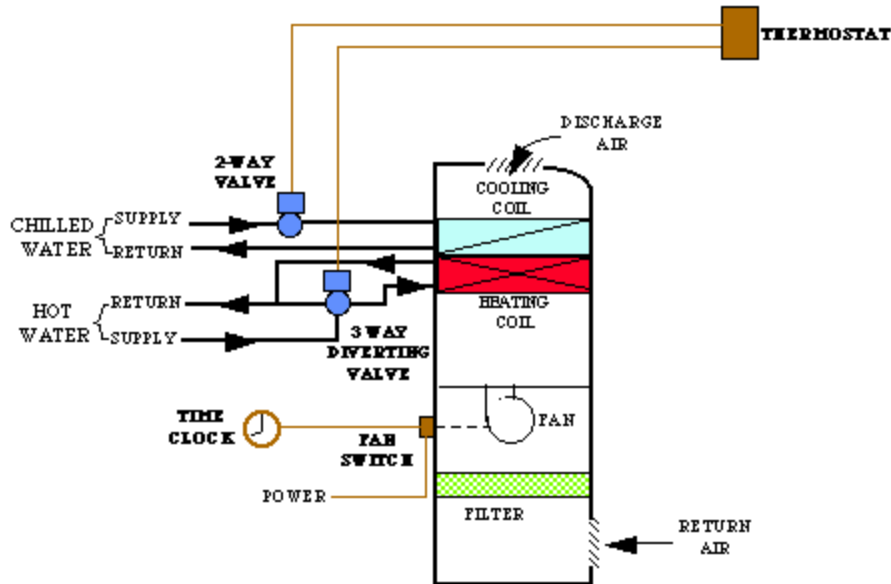 THERMOSTAT
DISCHARGE
AIR
2-WAY
VALVE
COOLING
COIL
CHILLED
WATER
SUPPLY
RETURN
HOT
WATER
RETURN
SUPPLY
HEATING
COIL
3 WAY
DIVERTING
VALVE
TIME
CLOCK
FAN
SWITCH
FAN
POWER
FILTER
RETURN
AIR